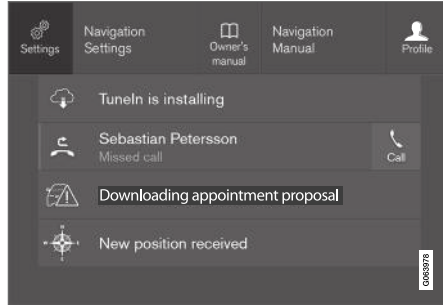 Settings
Navigation
Settings
Owner's
manual
Navigation
Manual
Profile
TuneIn is installing
Sebastian Petersson
Missed call
Call
Downloading appointment proposal
New position received
G063978